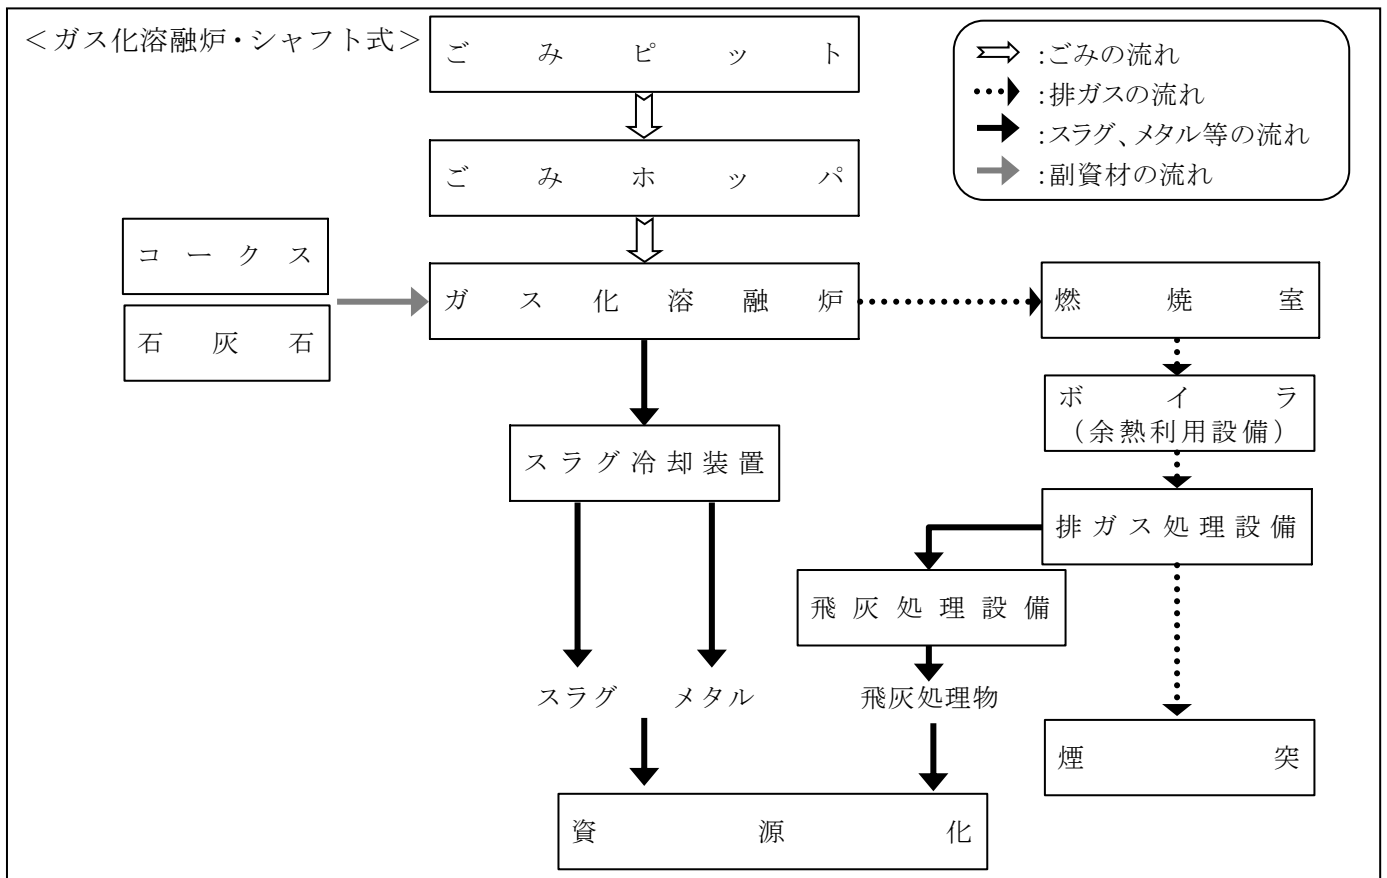 <ガス化溶融炉・シャフト式>
ごみピット
:ごみの流れ
:排ガスの流れ
:スラグ、メタル等の流れ
:副資材の流れ
ごみホッパ
コークス
石灰石
ガス化溶融炉
燃焼室
ボイラ
(余熱利用設備)
スラグ冷却装置
排ガス処理設備
飛灰処理設備
スラグ
メタル
飛灰処理物
煙突
資源化